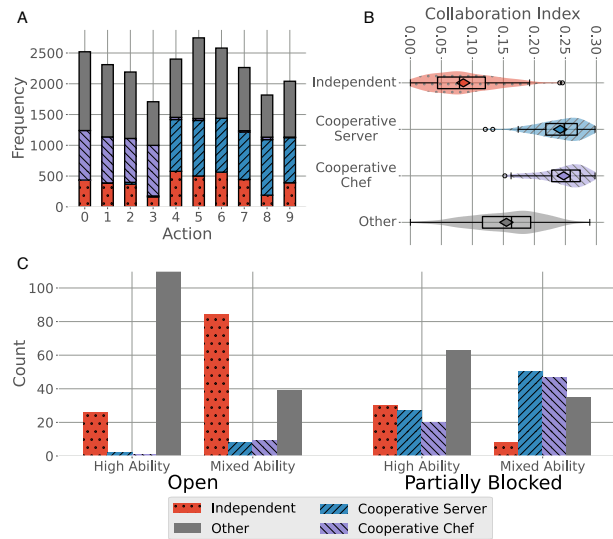 A
Frequency
2500
2000
1500
1000
500
0
0 1 2 3 4 5 6 7 8 9
Action
B
Collaboration Index
0.00 0.05 0.10 0.15 0.20 0.25 0.30
Independent
Cooperative
Server
Cooperative
Chef
Other
C
Count
100
80
60
40
20
0
High Ability Mixed Ability High Ability Mixed Ability
Open Partially Blocked
Independent Cooperative Server
Other Cooperative Chef